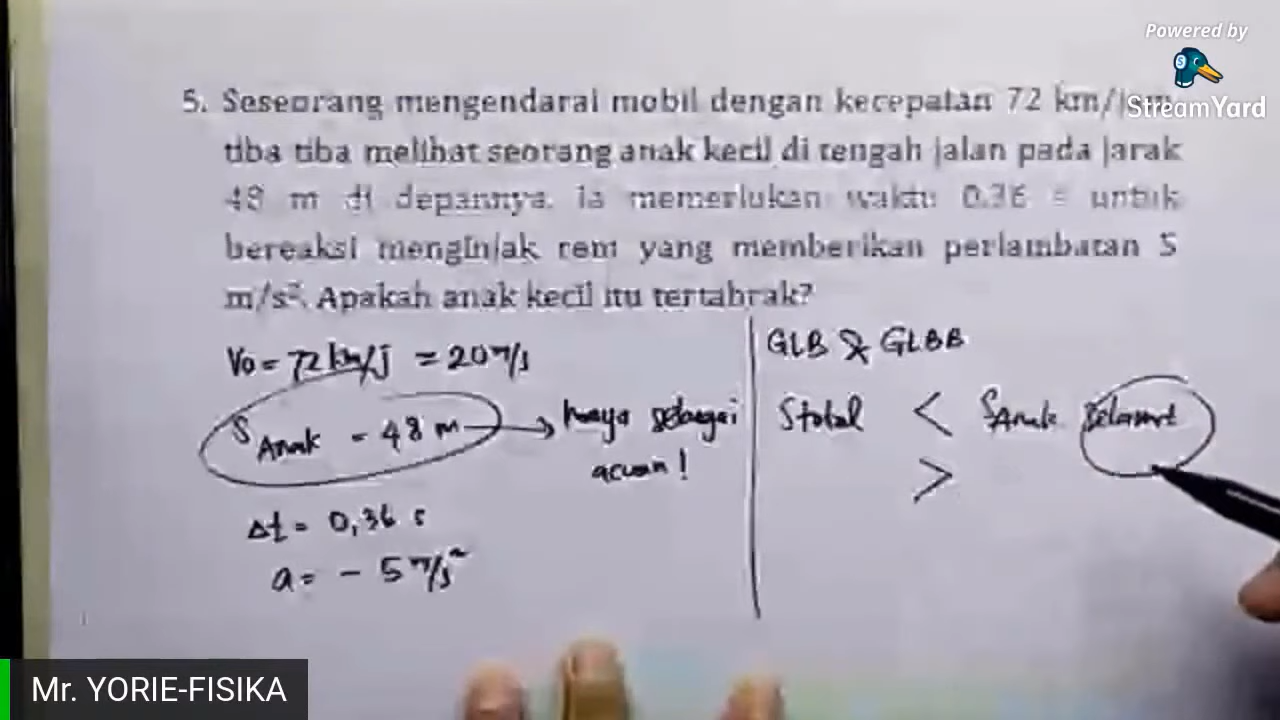 Powered by
StreamYard
5. Seseorang mengendarai mobil dengan kecepatan 72 km/jam
tiba tiba melihat seorang anak kecil di tengah jalan pada jarak
48 m di depannya. Ia memerlukan waktu 0.36 s untuk
bereaksi menginjak rem yang memberikan perlambatan 5
m/s². Apakah anak kecil itu tertabrak?
Vo = 72 km/j = 20 m/s
S Anak = 48 m → hanya sebagai
acuan !
Δt = 0,36 s
a = - 5 m/s²
GLB & GLBB
Stotal < S Anak Selamat
>
Mr. YORIE-FISIKA